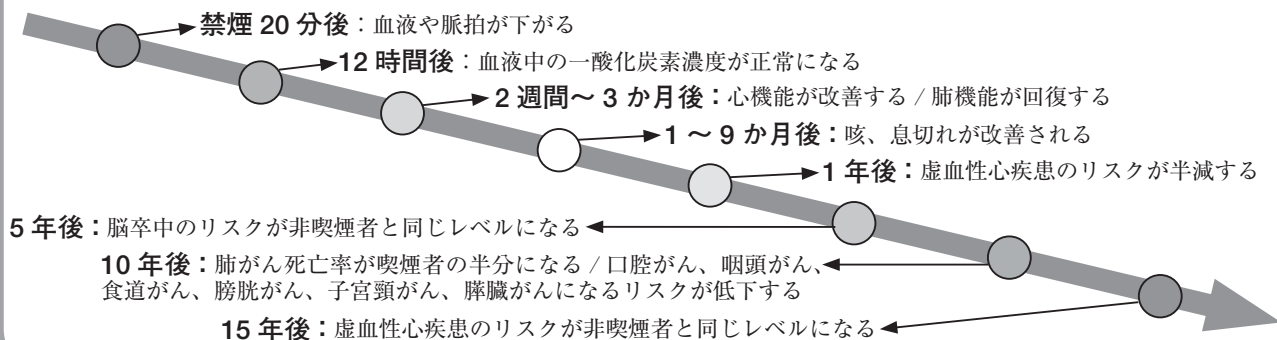 禁煙 20 分後：血液や脈拍が下がる
12 時間後：血液中の一酸化炭素濃度が正常になる
2 週間～ 3 か月後：心機能が改善する / 肺機能が回復する
1 ～ 9 か月後：咳、息切れが改善される
1 年後：虚血性心疾患のリスクが半減する
5 年後：脳卒中のリスクが非喫煙者と同じレベルになる
10 年後：肺がん死亡率が喫煙者の半分になる / 口腔がん、咽頭がん、
食道がん、膀胱がん、子宮頸がん、膵臓がんになるリスクが低下する
15 年後：虚血性心疾患のリスクが非喫煙者と同じレベルになる